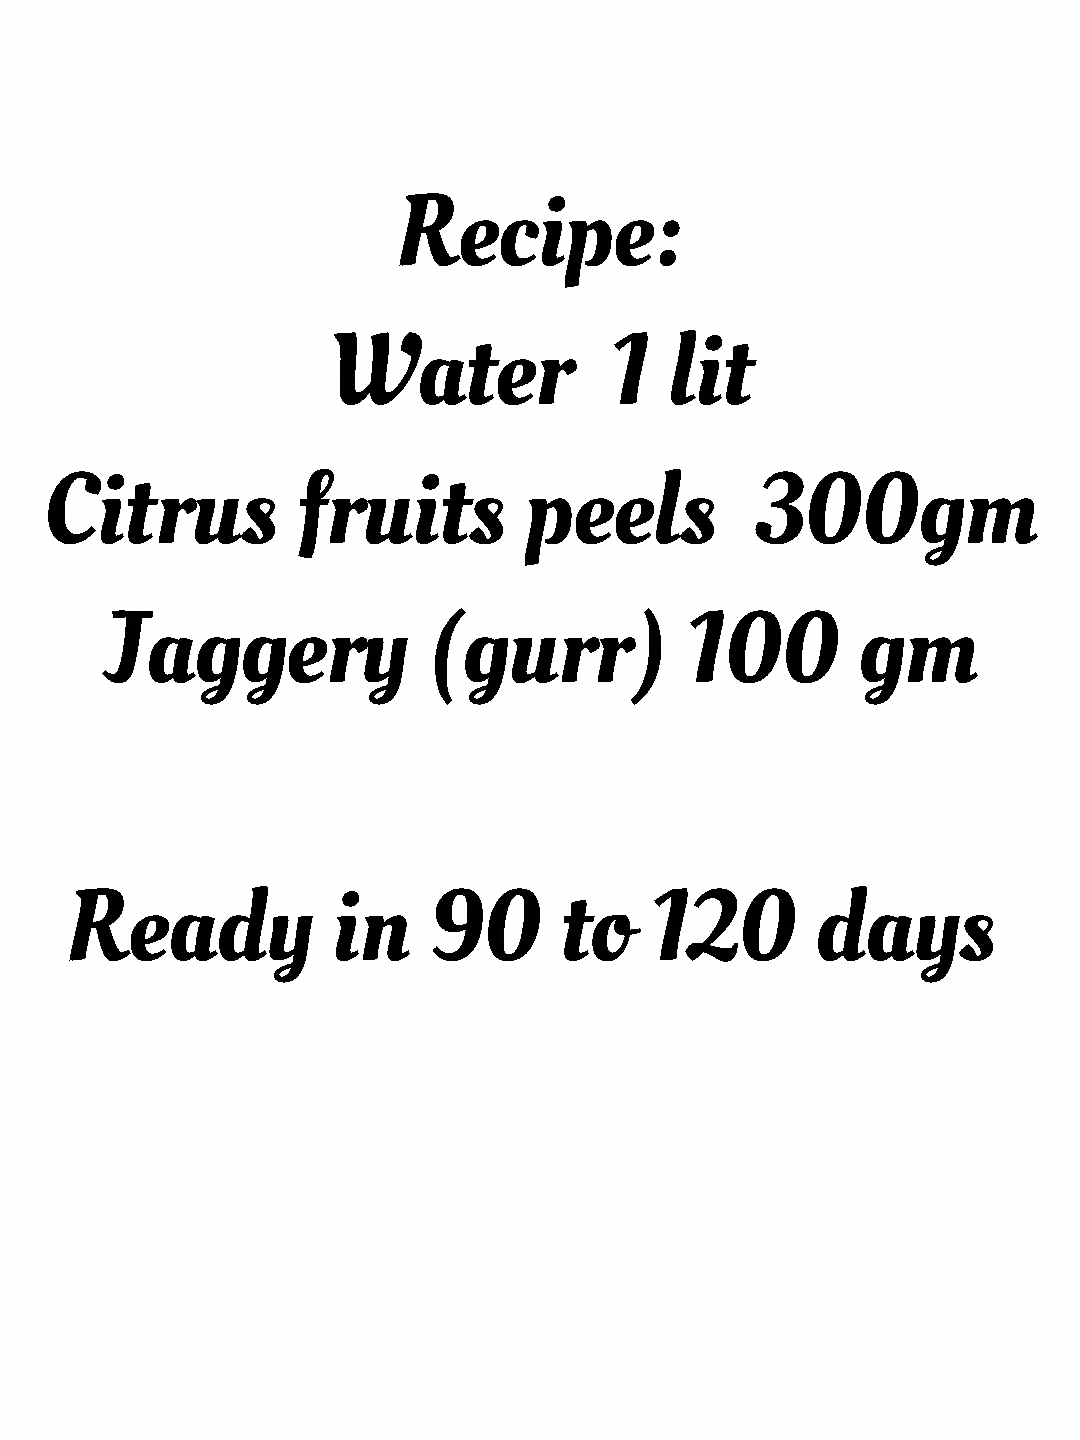 Recipe:
Water 1 lit
Citrus fruits peels 300gm
Jaggery (gurr) 100 gm
Ready in 90 to 120 days